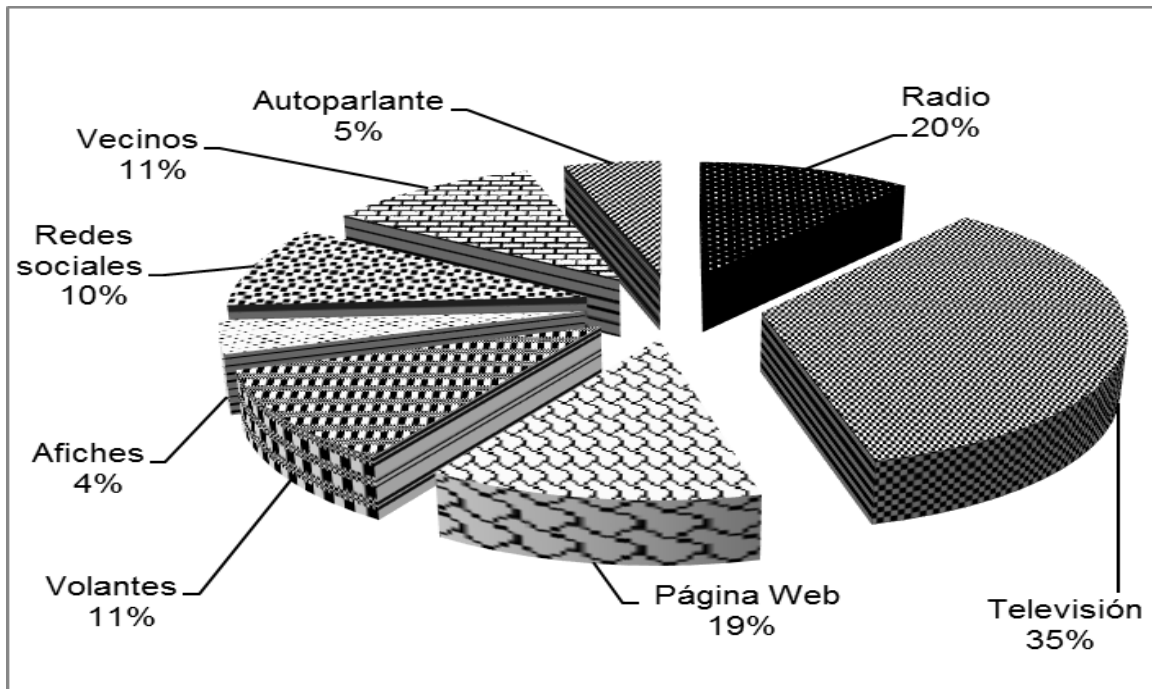 Autoparlante
5%
Radio
20%
Vecinos
11%
Redes
sociales
10%
Afiches
4%
Volantes
11%
Página Web
19%
Televisión
35%